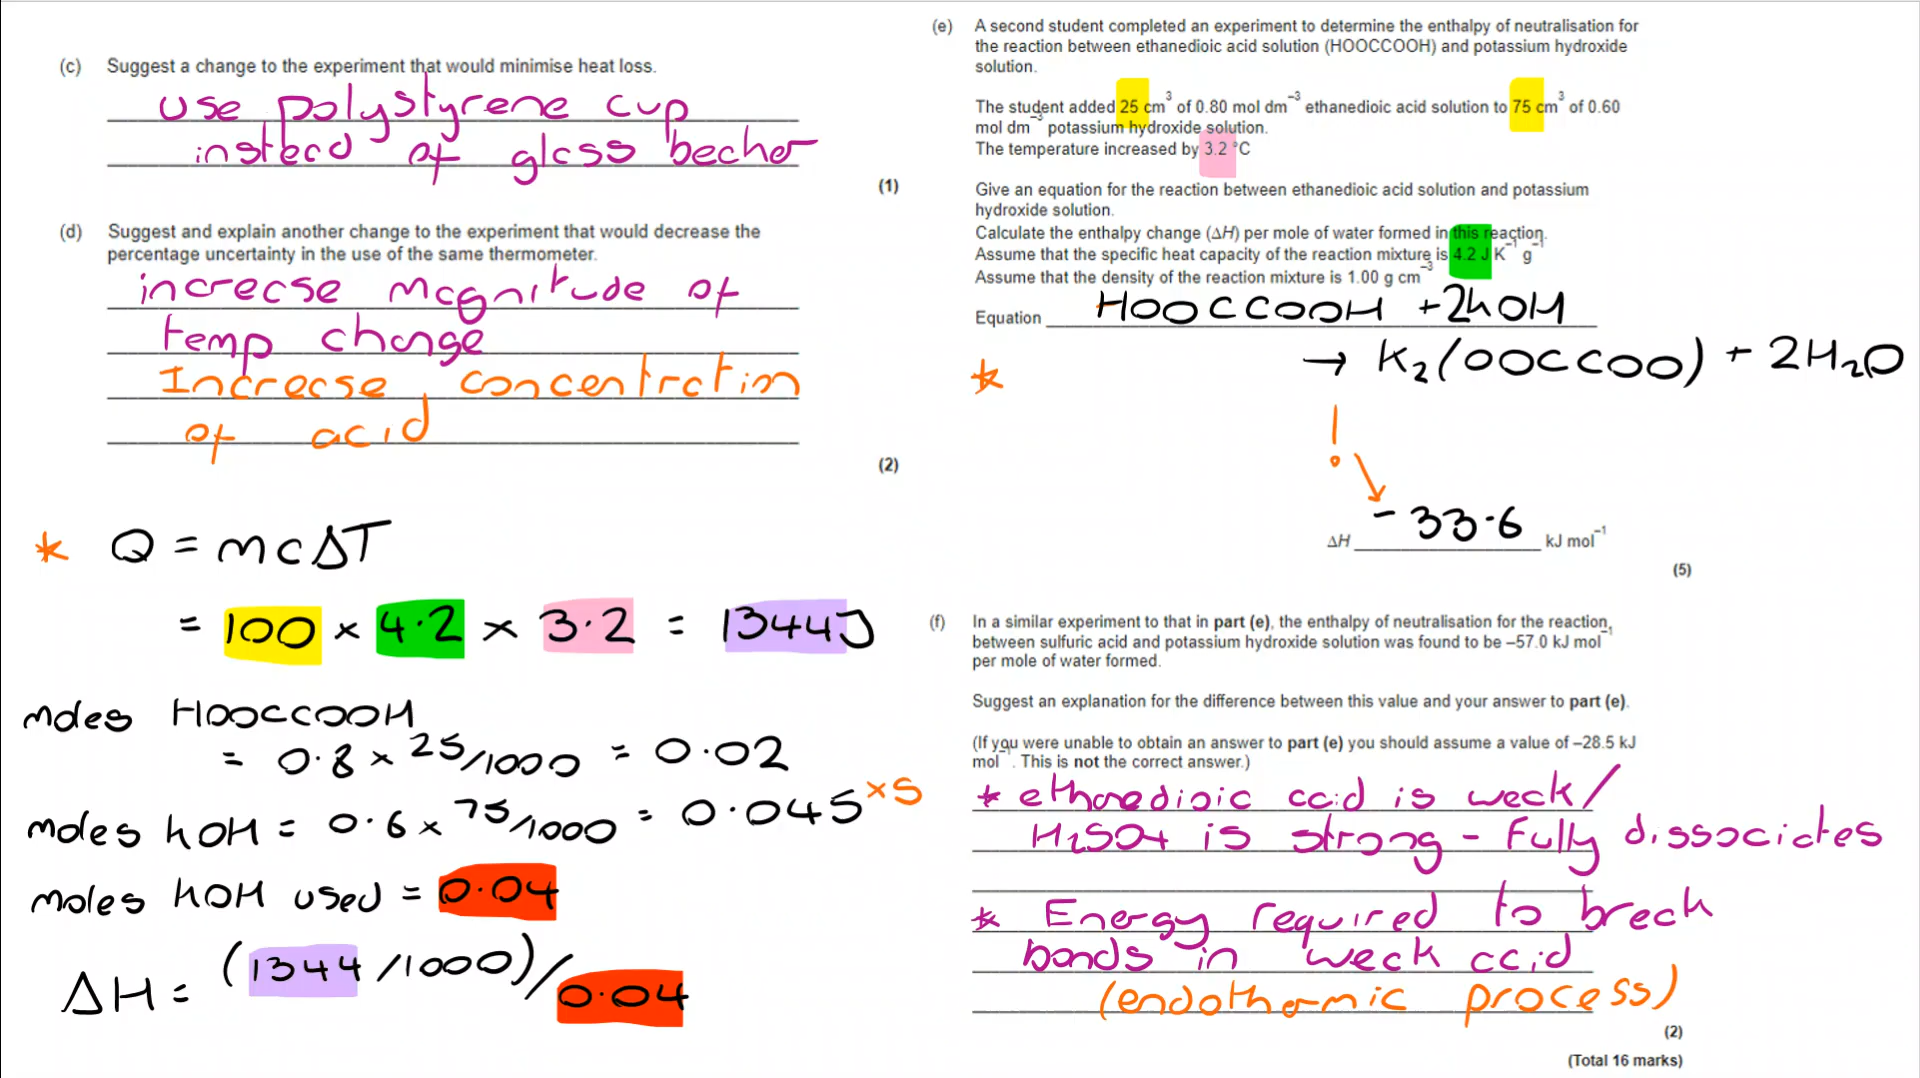 (c) Suggest a change to the experiment that would minimise heat loss.
use polystyrene cup
instead of glass beaker
(1)
(d) Suggest and explain another change to the experiment that would decrease the
percentage uncertainty in the use of the same thermometer.
increase magnitude of
temp change
Increase concentration
of acid
(2)
* Q = mcΔT
= 100 × 4.2 × 3.2 = 1344J
moles HOOCCOOH
= 0.8 × 25/1000 = 0.02
moles KOH = 0.6 × 75/1000 = 0.045 xs
moles KOH used = 0.04
ΔH = (1344/1000)/0.04
(e) A second student completed an experiment to determine the enthalpy of neutralisation for
the reaction between ethanedioic acid solution (HOOCCOOH) and potassium hydroxide
solution.
The student added 25 cm³ of 0.80 mol dm⁻³ ethanedioic acid solution to 75 cm³ of 0.60
mol dm⁻³ potassium hydroxide solution.
The temperature increased by 3.2 °C
Give an equation for the reaction between ethanedioic acid solution and potassium
hydroxide solution.
Calculate the enthalpy change (ΔH) per mole of water formed in this reaction.
Assume that the specific heat capacity of the reaction mixture is 4.2 J K⁻¹ g⁻¹
Assume that the density of the reaction mixture is 1.00 g cm⁻³
Equation HOOCCOOH + 2KOH
→ K₂(OOCCOO) + 2H₂O
*
!
ΔH -33.6 kJ mol⁻¹
(5)
(f) In a similar experiment to that in part (e), the enthalpy of neutralisation for the reaction
between sulfuric acid and potassium hydroxide solution was found to be –57.0 kJ mol⁻¹
per mole of water formed.
Suggest an explanation for the difference between this value and your answer to part (e).
(If you were unable to obtain an answer to part (e) you should assume a value of –28.5 kJ
mol⁻¹. This is not the correct answer.)
* ethanedioic acid is weak/
H₂SO₄ is strong - Fully dissociates
* Energy required to break
bonds in weak acid
(endothermic process)
(2)
(Total 16 marks)